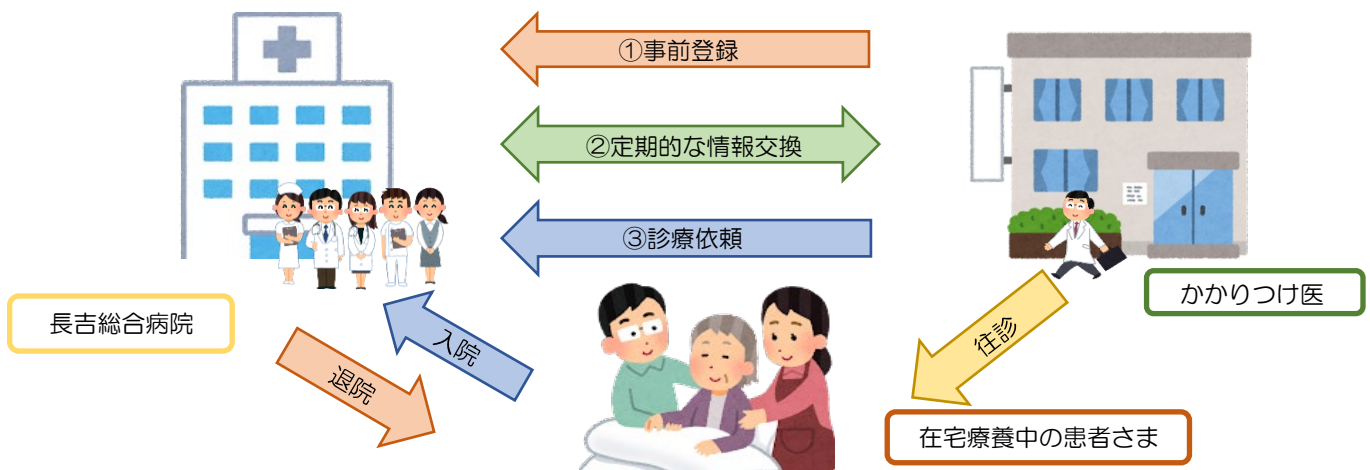 ①事前登録
②定期的な情報交換
③診療依頼
かかりつけ医
長吉総合病院
入院
退院
往診
在宅療養中の患者さま